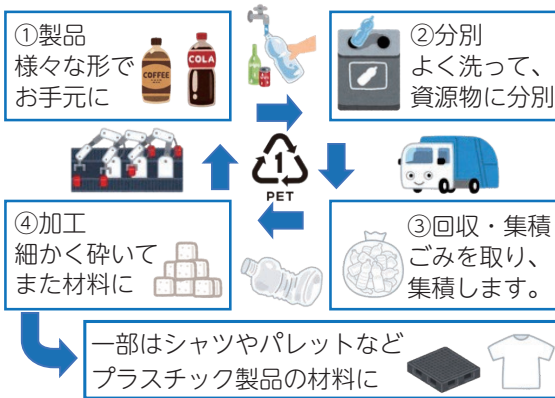 ①製品
様々な形で
お手元に
COFFEE
COLA
②分別
よく洗って、
資源物に分別
1
PET
③回収・集積
ごみを取り、
集積します。
④加工
細かく砕いて
また材料に
一部はシャツやパレットなど
プラスチック製品の材料に